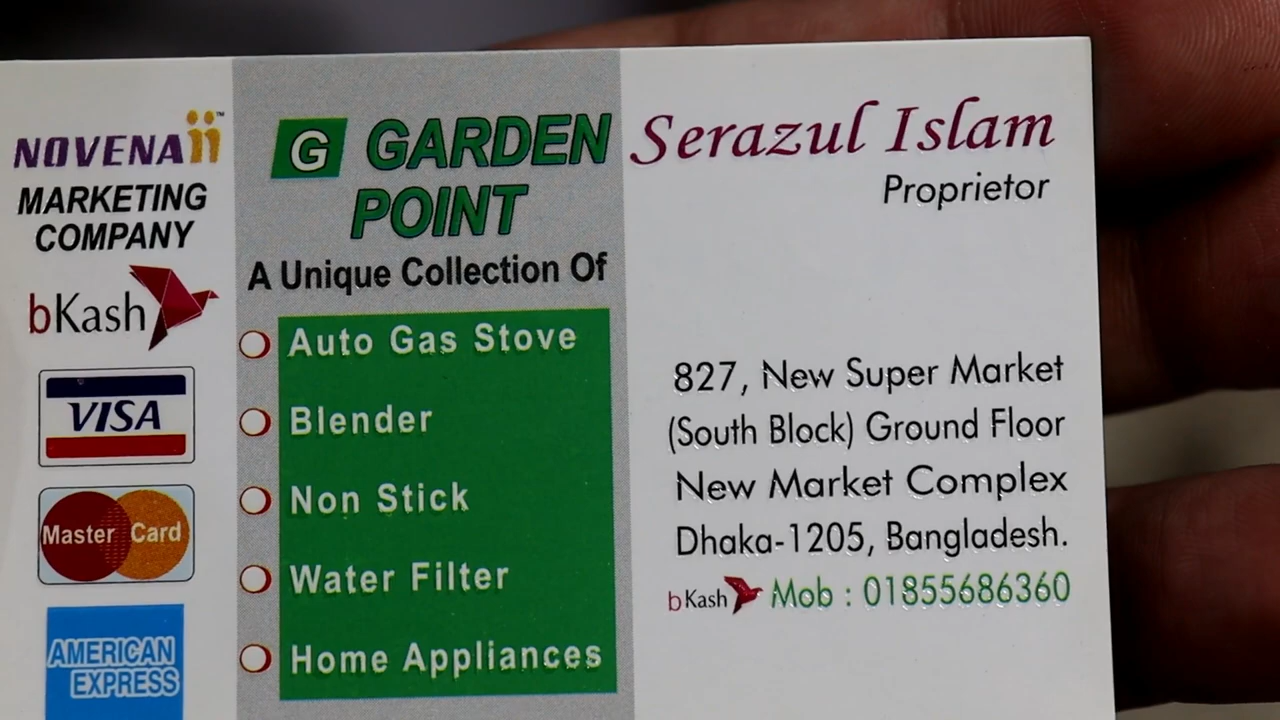 NOVENA
MARKETING
COMPANY
bKash
VISA
Master Card
AMERICAN
EXPRESS
G GARDEN
POINT
A Unique Collection Of
Auto Gas Stove
Blender
Non Stick
Water Filter
Home Appliances
Serazul Islam
Proprietor
827, New Super Market
(South Block) Ground Floor
New Market Complex
Dhaka-1205, Bangladesh.
bKash Mob : 01855686360